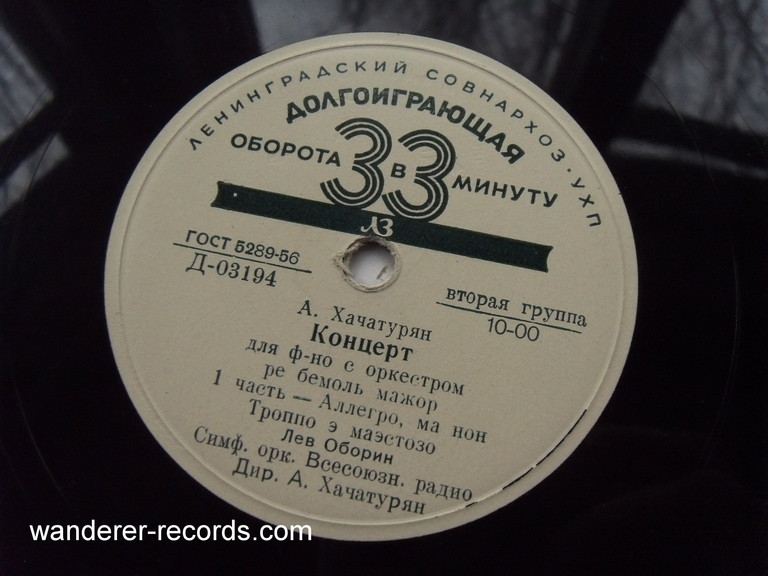 ЛЕНИНГРАДСКИЙ СОВНАРХОЗ · УХП
ДОЛГОИГРАЮЩАЯ
33
ОБОРОТА В МИНУТУ
ЛЗ
ГОСТ 5289-56
Д-03194
вторая группа
10-00
А. Хачатурян
Концерт
для ф-но с оркестром
ре бемоль мажор
1 часть — Аллегро, ма нон
Троппо э маэстозо
Лев Оборин
Симф. орк. Всесоюзн. радио
Дир. А. Хачатурян
wanderer-records.com